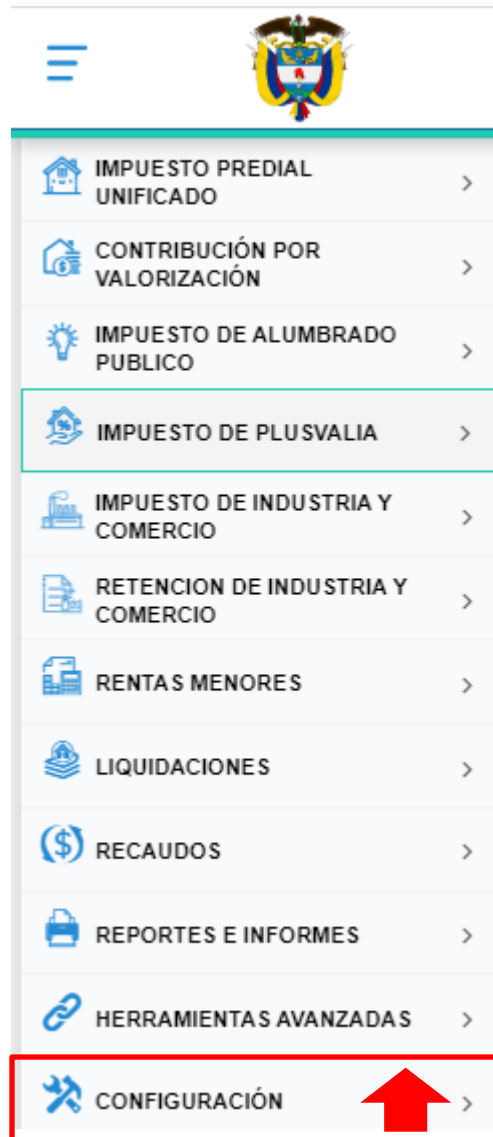 IMPUESTO PREDIAL
UNIFICADO
CONTRIBUCIÓN POR
VALORIZACIÓN
IMPUESTO DE ALUMBRADO
PUBLICO
IMPUESTO DE PLUSVALIA
IMPUESTO DE INDUSTRIA Y
COMERCIO
RETENCION DE INDUSTRIA Y
COMERCIO
RENTAS MENORES
LIQUIDACIONES
RECAUDOS
REPORTES E INFORMES
HERRAMIENTAS AVANZADAS
CONFIGURACIÓN